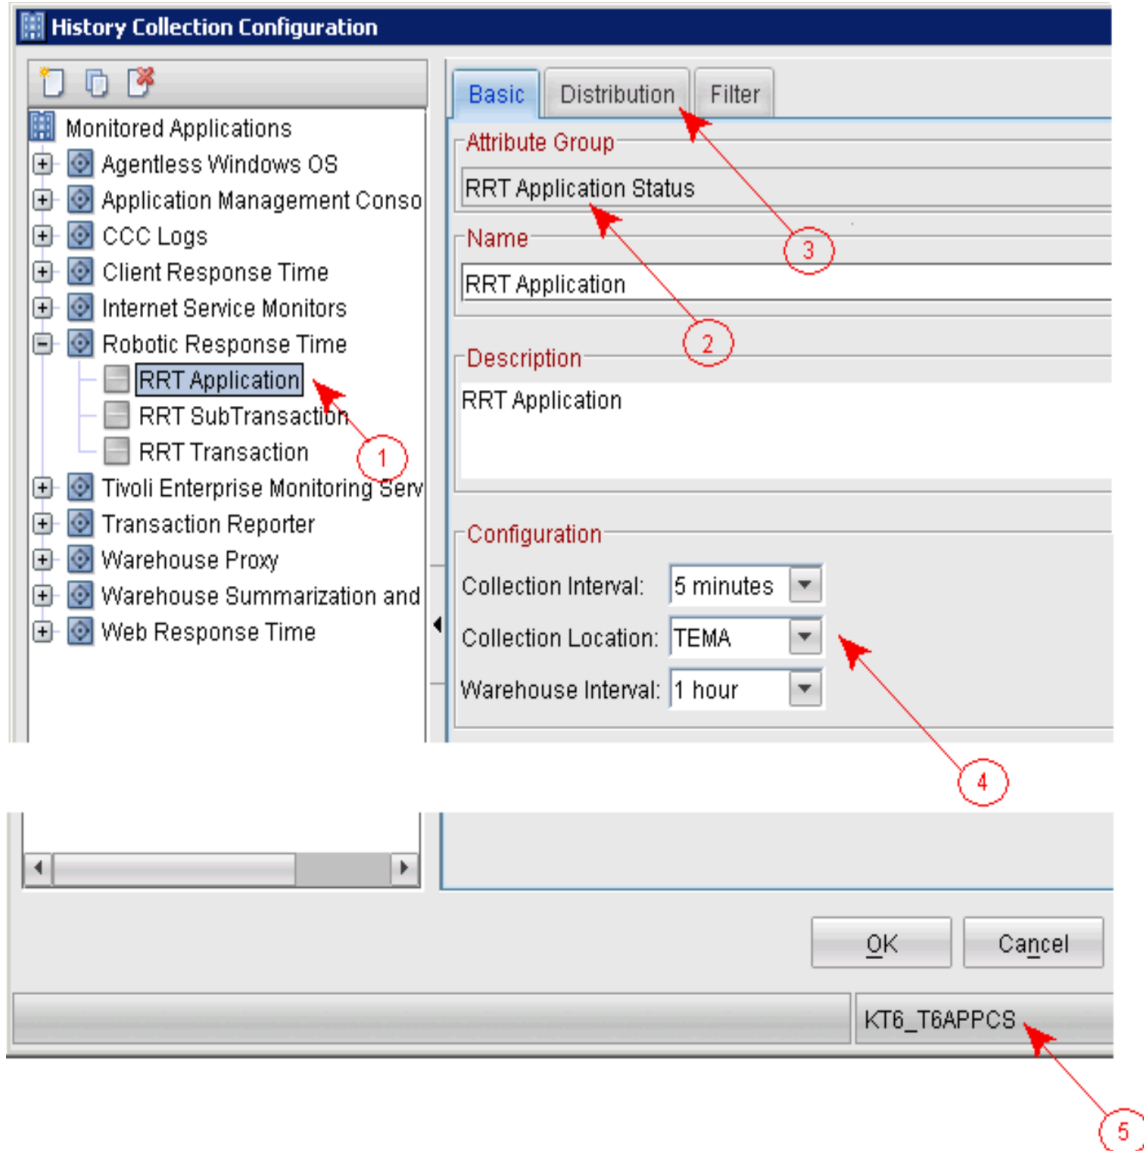 History Collection Configuration
Monitored Applications
Agentless Windows OS
Application Management Conso
CCC Logs
Client Response Time
Internet Service Monitors
Robotic Response Time
RRT Application
RRT SubTransaction
RRT Transaction
1
Tivoli Enterprise Monitoring Serv
Transaction Reporter
Warehouse Proxy
Warehouse Summarization and
Web Response Time
Basic Distribution Filter
Attribute Group
RRT Application Status
3
Name
RRT Application
2
Description
RRT Application
Configuration
Collection Interval: 5 minutes
Collection Location: TEMA
Warehouse Interval: 1 hour
4
OK Cancel
KT6_T6APPCS
5